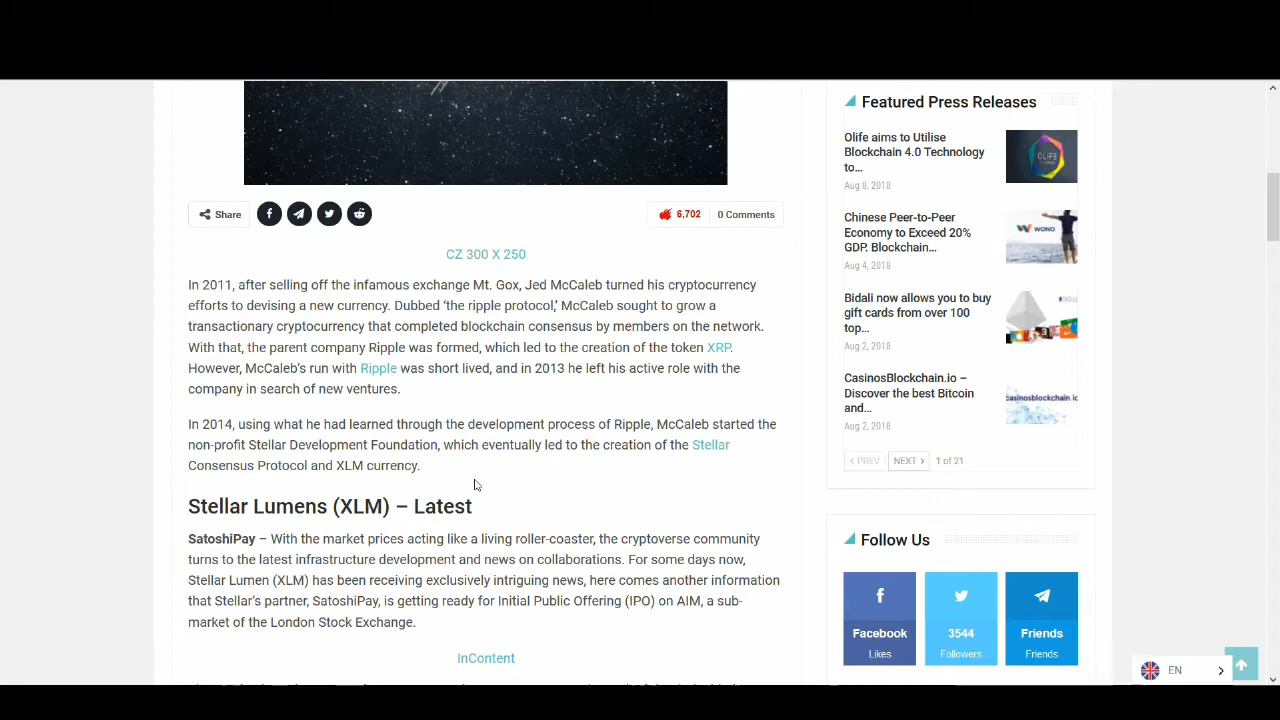 Share
6,702
0 Comments
CZ 300 X 250
In 2011, after selling off the infamous exchange Mt. Gox, Jed McCaleb turned his cryptocurrency
efforts to devising a new currency. Dubbed ‘the ripple protocol,’ McCaleb sought to grow a
transactionary cryptocurrency that completed blockchain consensus by members on the network.
With that, the parent company Ripple was formed, which led to the creation of the token XRP.
However, McCaleb’s run with Ripple was short lived, and in 2013 he left his active role with the
company in search of new ventures.
In 2014, using what he had learned through the development process of Ripple, McCaleb started the
non-profit Stellar Development Foundation, which eventually led to the creation of the Stellar
Consensus Protocol and XLM currency.
Stellar Lumens (XLM) – Latest
SatoshiPay – With the market prices acting like a living roller-coaster, the cryptoverse community
turns to the latest infrastructure development and news on collaborations. For some days now,
Stellar Lumen (XLM) has been receiving exclusively intriguing news, here comes another information
that Stellar’s partner, SatoshiPay, is getting ready for Initial Public Offering (IPO) on AIM, a sub-
market of the London Stock Exchange.
InContent
Featured Press Releases
Olife aims to Utilise
Blockchain 4.0 Technology
to...
Aug 8, 2018
OLIFE
Chinese Peer-to-Peer
Economy to Exceed 20%
GDP. Blockchain...
Aug 4, 2018
WONO
Bidali now allows you to buy
gift cards from over 100
top...
Aug 2, 2018
CasinosBlockchain.io –
Discover the best Bitcoin
and...
Aug 2, 2018
casinosblockchain.io
PREV
NEXT
1 of 21
Follow Us
Facebook
Likes
3544
Followers
Friends
Friends
EN